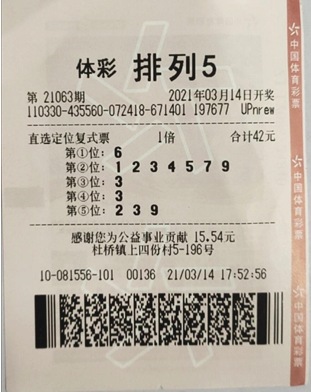 体彩 排列5
第 21063期 2021年03月14日开奖
110330-435560-072418-671401 197677 UPnrew
直选定位复式票 1倍 合计42元
第①位: 6
第②位: 1 2 3 4 5 7 9
第③位: 3
第④位: 3
第⑤位: 2 3 9
感谢您为公益事业贡献 15.54元
杜桥镇上四份村5-196号
10-081556-101 00136 21/03/14 17:52:56
中国体育彩票
中国体育彩票
中国体育彩票